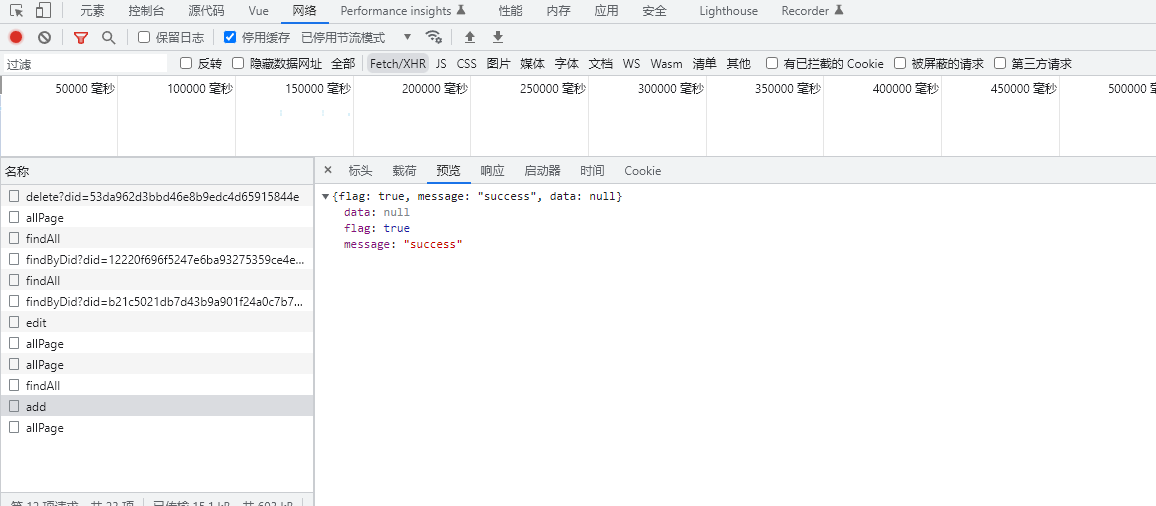 元素 控制台 源代码 Vue 网络 Performance insights 性能 内存 应用 安全 Lighthouse Recorder
保留日志 停用缓存 已停用节流模式
过滤 反转 隐藏数据网址 全部 Fetch/XHR JS CSS 图片 媒体 字体 文档 WS Wasm 清单 其他 有已拦截的 Cookie 被屏蔽的请求 第三方请求
50000 毫秒 100000 毫秒 150000 毫秒 200000 毫秒 250000 毫秒 300000 毫秒 350000 毫秒 400000 毫秒 450000 毫秒 500000
名称
delete?did=53da962d3bbd46e8b9edc4d65915844e
allPage
findAll
findByDid?did=12220f696f5247e6ba93275359ce4e...
findAll
findByDid?did=b21c5021db7d43b9a901f24a0c7b7...
edit
allPage
allPage
findAll
add
allPage
第 12 项请求，共 23 项 已传输 15.1 kB，共 603 kB
× 标头 载荷 预览 响应 启动器 时间 Cookie
{flag: true, message: "success", data: null}
data: null
flag: true
message: "success"